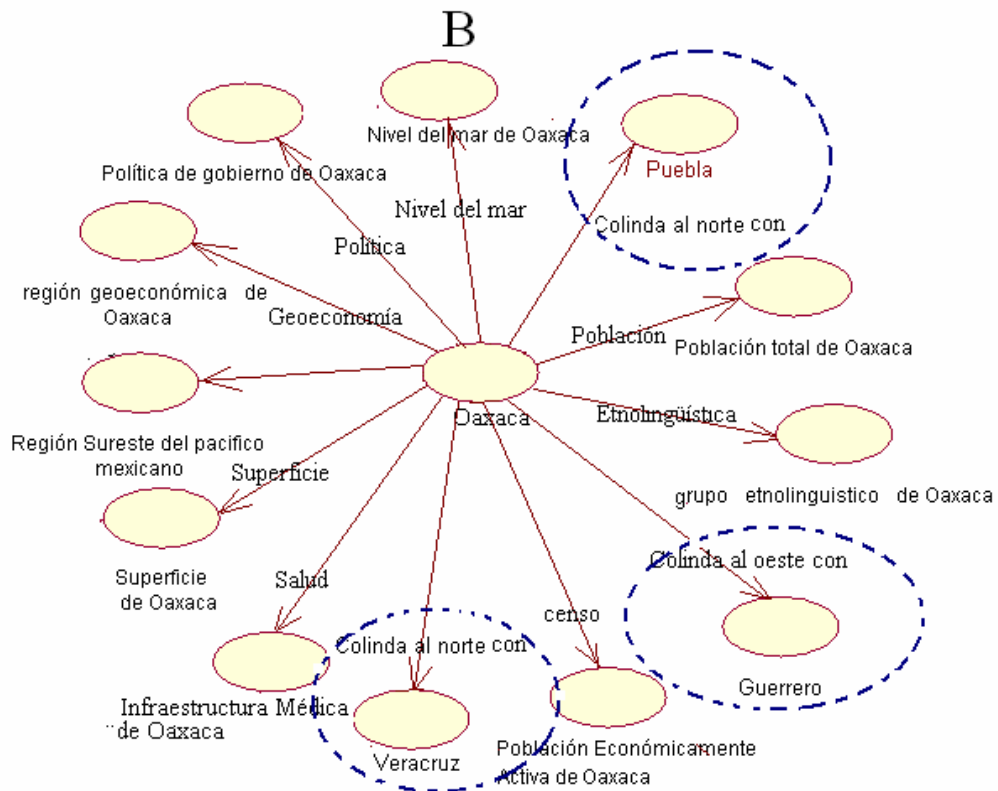 B
Nivel del mar de Oaxaca
Puebla
Política de gobierno de Oaxaca
Nivel del mar
Colinda al norte con
Política
región geoeconómica de
Oaxaca
Geoeconomía
Población
Población total de Oaxaca
Oaxaca
Etnolingüística
Región Sureste del pacifico
mexicano
Superficie
grupo etnolinguistico de Oaxaca
Colinda al oeste con
Superficie
de Oaxaca
Salud
censo
Colinda al norte con
Guerrero
Infraestructura Médica
de Oaxaca
Veracruz
Población Económicamente
Activa de Oaxaca